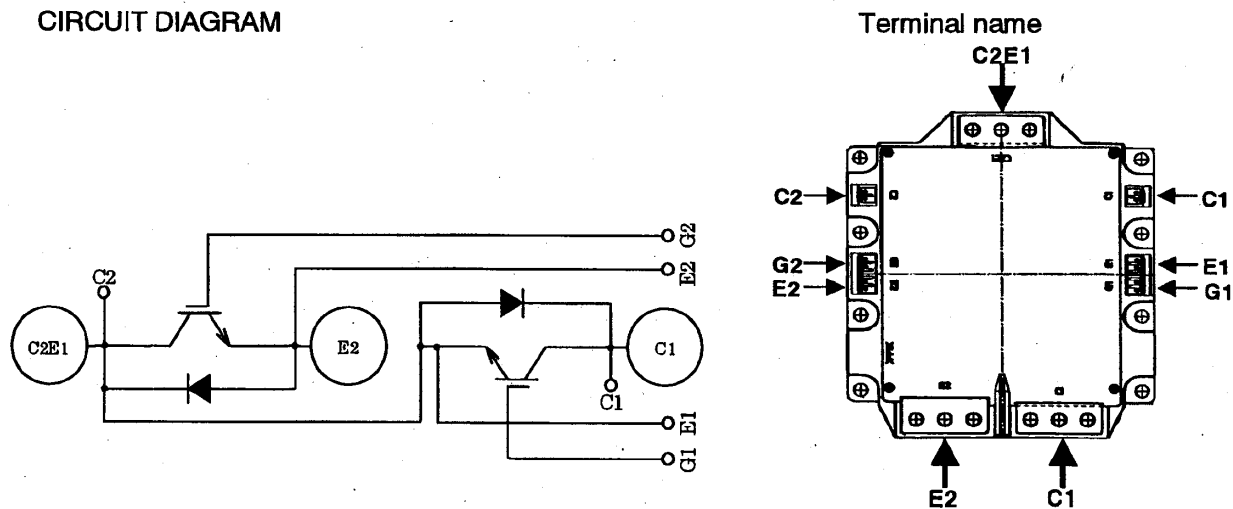 CIRCUIT DIAGRAM
Terminal name
C2E1
C2
C1
G2
E2
E1
G1
E2
C1
G2
E2
C2
C2E1
E2
C1
C1
E1
G1